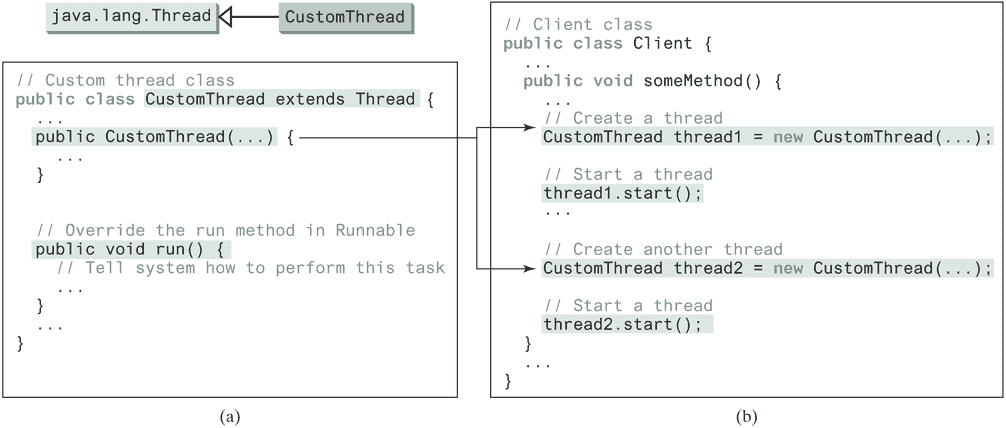 java.lang.Thread
CustomThread
// Custom thread class
public class CustomThread extends Thread {
...
public CustomThread(...) {
...
}
// Override the run method in Runnable
public void run() {
// Tell system how to perform this task
...
}
...
}
(a)
// Client class
public class Client {
...
public void someMethod() {
...
// Create a thread
CustomThread thread1 = new CustomThread(...);
// Start a thread
thread1.start();
...
// Create another thread
CustomThread thread2 = new CustomThread(...);
// Start a thread
thread2.start();
}
...
}
(b)